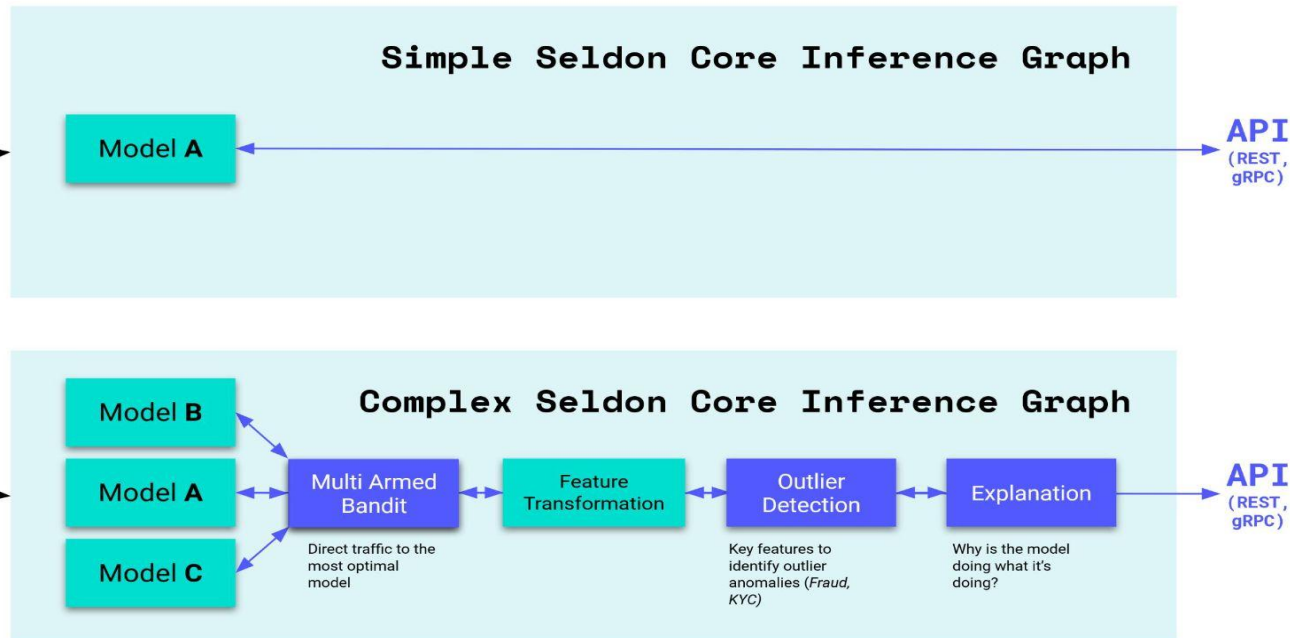 Simple Seldon Core Inference Graph
Model A
API
(REST,
gRPC)
Complex Seldon Core Inference Graph
Model B
Model A
Model C
Multi Armed
Bandit
Direct traffic to the
most optimal
model
Feature
Transformation
Outlier
Detection
Key features to
identify outlier
anomalies (Fraud,
KYC)
Explanation
Why is the model
doing what it's
doing?
API
(REST,
gRPC)